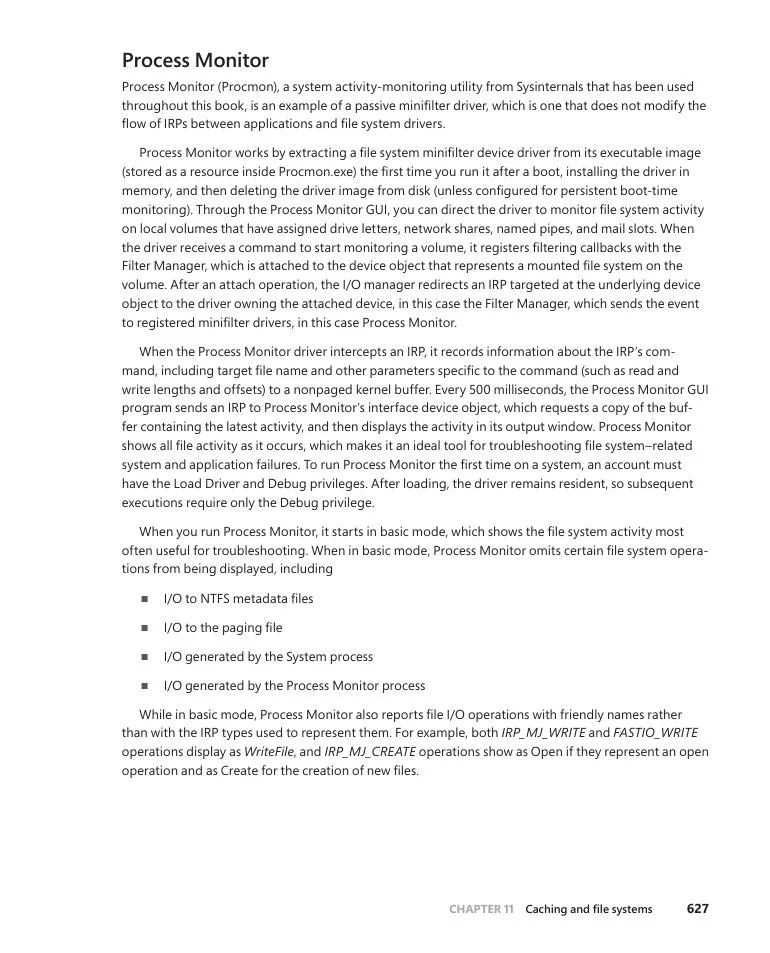 Process Monitor
Process Monitor (Procmon), a system activity-monitoring utility from Sysinternals that has been used
throughout this book, is an example of a passive minifilter driver, which is one that does not modify the
flow of IRPs between applications and file system drivers.
Process Monitor works by extracting a file system minifilter device driver from its executable image
(stored as a resource inside Procmon.exe) the first time you run it after a boot, installing the driver in
memory, and then deleting the driver image from disk (unless configured for persistent boot-time
monitoring). Through the Process Monitor GUI, you can direct the driver to monitor file system activity
on local volumes that have assigned drive letters, network shares, named pipes, and mail slots. When
the driver receives a command to start monitoring a volume, it registers filtering callbacks with the
Filter Manager, which is attached to the device object that represents a mounted file system on the
volume. After an attach operation, the I/O manager redirects an IRP targeted at the underlying device
object to the driver owning the attached device, in this case the Filter Manager, which sends the event
to registered minifilter drivers, in this case Process Monitor.
When the Process Monitor driver intercepts an IRP, it records information about the IRP's com-
mand, including target file name and other parameters specific to the command (such as read and
write lengths and offsets) to a nonpaged kernel buffer. Every 500 milliseconds, the Process Monitor GUI
program sends an IRP to Process Monitor's interface device object, which requests a copy of the buf-
fer containing the latest activity, and then displays the activity in its output window. Process Monitor
shows all file activity as it occurs, which makes it an ideal tool for troubleshooting file system–related
system and application failures. To run Process Monitor the first time on a system, an account must
have the Load Driver and Debug privileges. After loading, the driver remains resident, so subsequent
executions require only the Debug privilege.
When you run Process Monitor, it starts in basic mode, which shows the file system activity most
often useful for troubleshooting. When in basic mode, Process Monitor omits certain file system opera-
tions from being displayed, including
■ I/O to NTFS metadata files
■ I/O to the paging file
■ I/O generated by the System process
■ I/O generated by the Process Monitor process
While in basic mode, Process Monitor also reports file I/O operations with friendly names rather
than with the IRP types used to represent them. For example, both IRP_MJ_WRITE and FASTIO_WRITE
operations display as WriteFile, and IRP_MJ_CREATE operations show as Open if they represent an open
operation and as Create for the creation of new files.
CHAPTER 11 Caching and file systems 627